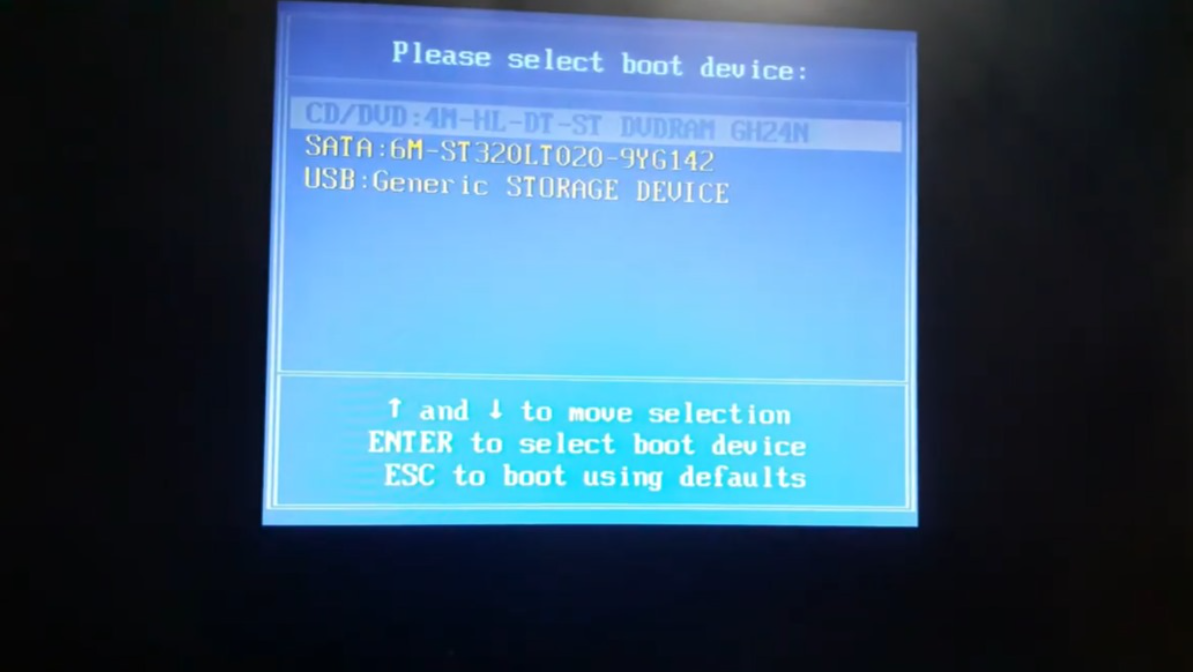 Please select boot device:
CD/DVD:4M-HL-DT-ST DVDRAM GH24N
SATA:6M-ST320LT020-9YG142
USB:Generic STORAGE DEVICE
↑ and ↓ to move selection
ENTER to select boot device
ESC to boot using defaults